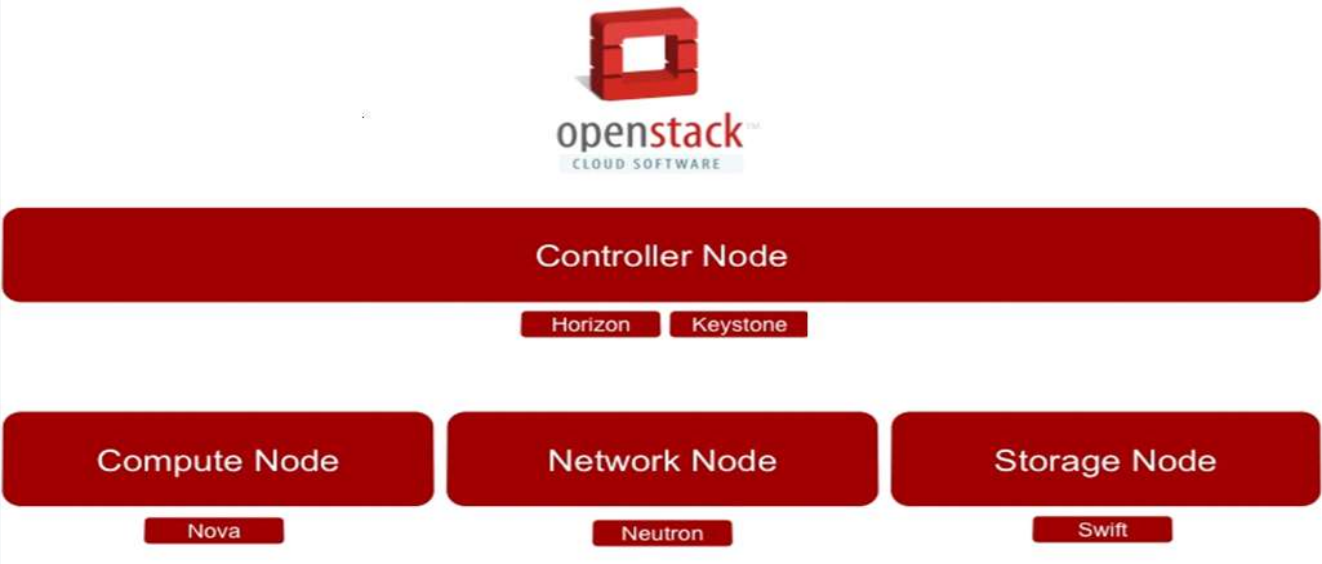 openstack™
CLOUD SOFTWARE
Controller Node
Horizon Keystone
Compute Node Network Node Storage Node
Nova Neutron Swift